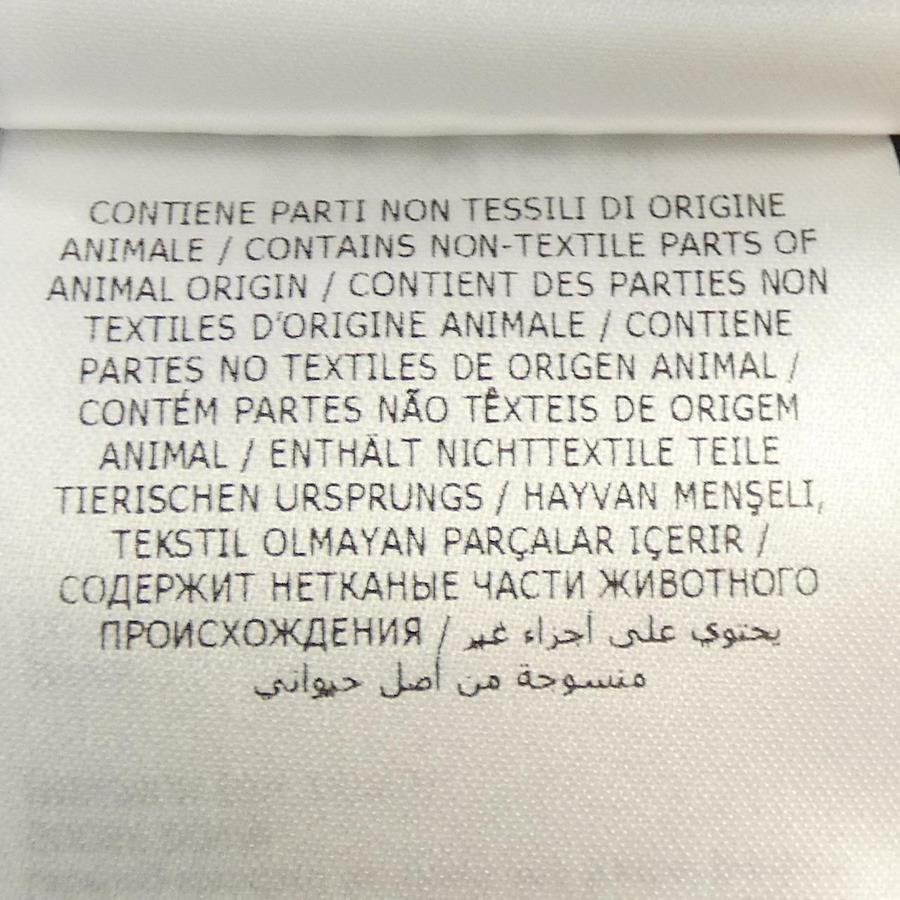 CONTIENE PARTI NON TESSILI DI ORIGINE
ANIMALE / CONTAINS NON-TEXTILE PARTS OF
ANIMAL ORIGIN / CONTIENT DES PARTIES NON
TEXTILES D'ORIGINE ANIMALE / CONTIENE
PARTES NO TEXTILES DE ORIGEN ANIMAL /
CONTÉM PARTES NÃO TÊXTEIS DE ORIGEM
ANIMAL / ENTHÄLT NICHTTEXTILE TEILE
TIERISCHEN URSPRUNGS / HAYVAN MENŞELI,
TEKSTIL OLMAYAN PARÇALAR IÇERIR /
СОДЕРЖИТ НЕТКАНЫЕ ЧАСТИ ЖИВОТНОГО
ПРОИСХОЖДЕНИЯ / يحتوي على أجزاء غير
منسوجة من أصل حيواني